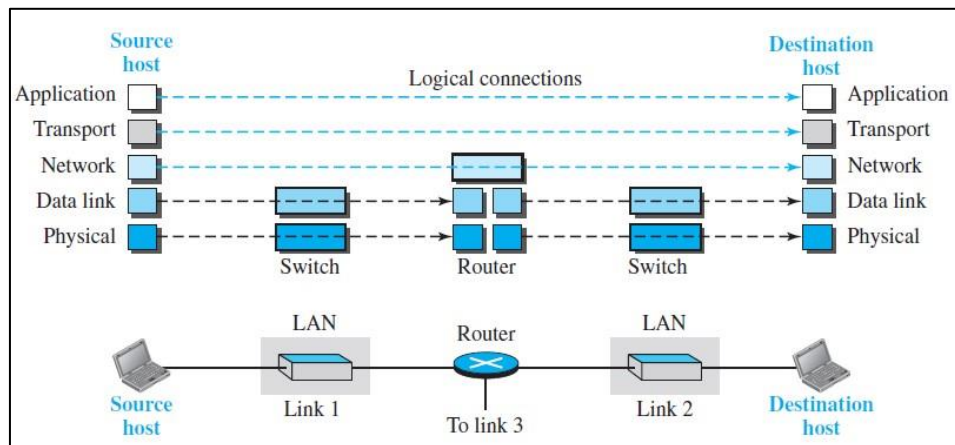 Source
host
Destination
host
Logical connections
Application
Application
Transport
Transport
Network
Network
Data link
Data link
Physical
Physical
Switch
Router
Switch
LAN
Router
LAN
Source
host
Link 1
To link 3
Link 2
Destination
host